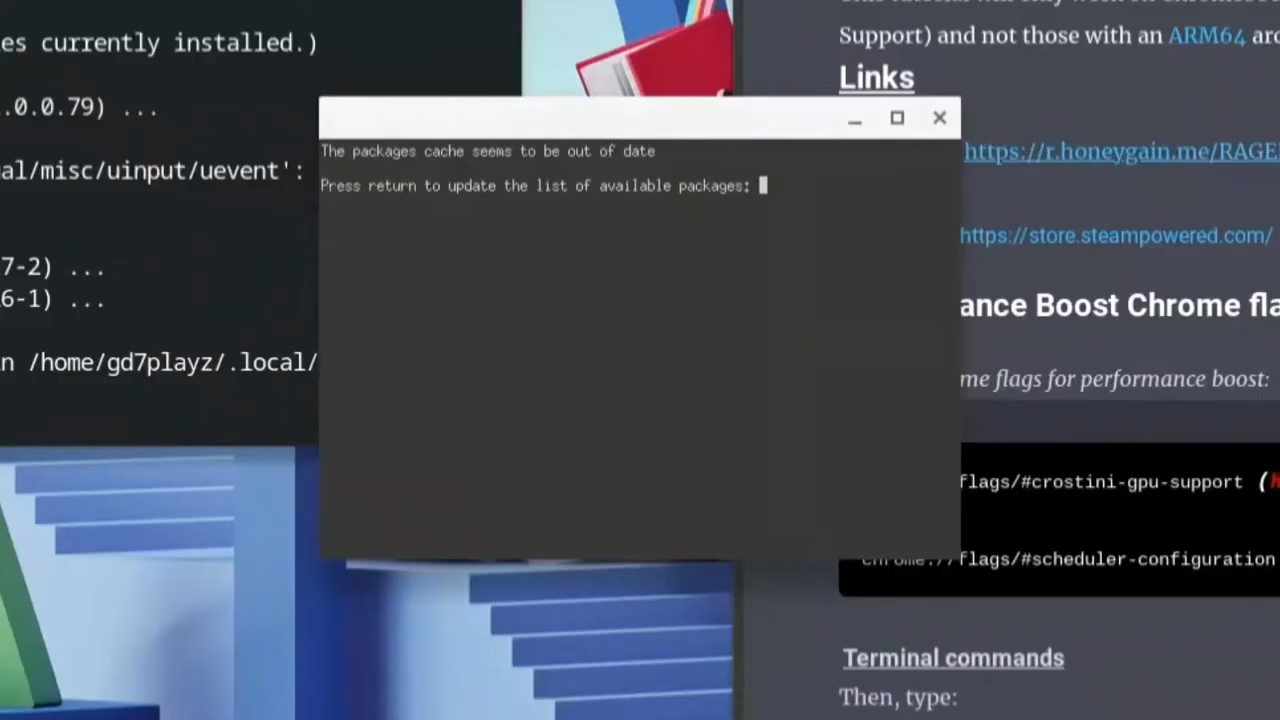 es currently installed.)
.0.0.79) ...
al/misc/uinput/uevent':
7-2) ...
6-1) ...
n /home/gd7playz/.local/
The packages cache seems to be out of date
Press return to update the list of available packages:
Support) and not those with an ARM64 arc
Links
https://r.honeygain.me/RAGE
https://store.steampowered.com/
ance Boost Chrome fla
me flags for performance boost:
flags/#crostini-gpu-support (
chrome://flags/#scheduler-configuration
Terminal commands
Then, type: